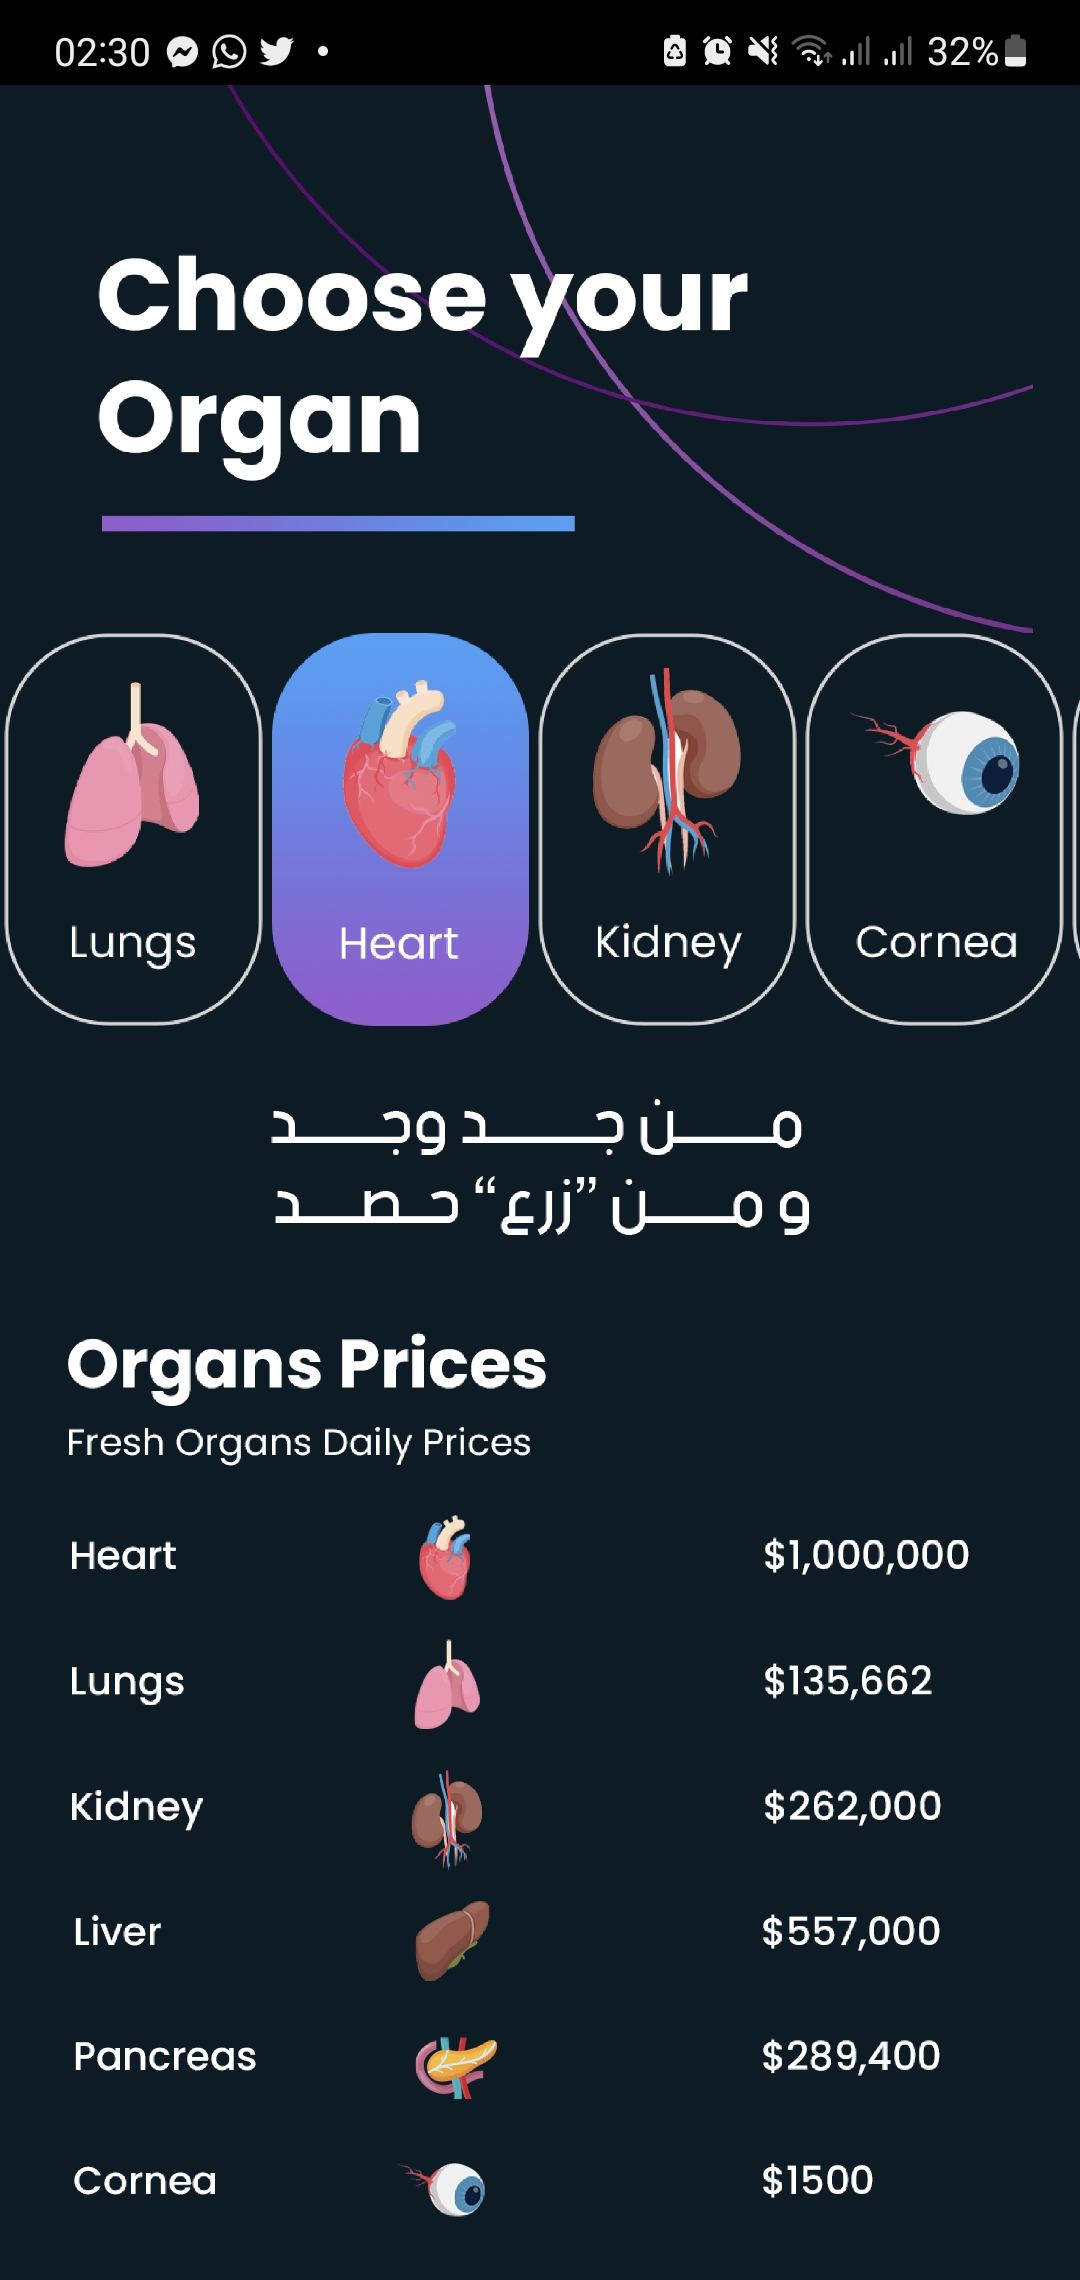 02:30
32%
Choose your
Organ
Lungs Heart Kidney Cornea
مـــن جـــد وجـــد
و مـــن ”زرع“ حـصـــد
Organs Prices
Fresh Organs Daily Prices
Heart $1,000,000
Lungs $135,662
Kidney $262,000
Liver $557,000
Pancreas $289,400
Cornea $1500